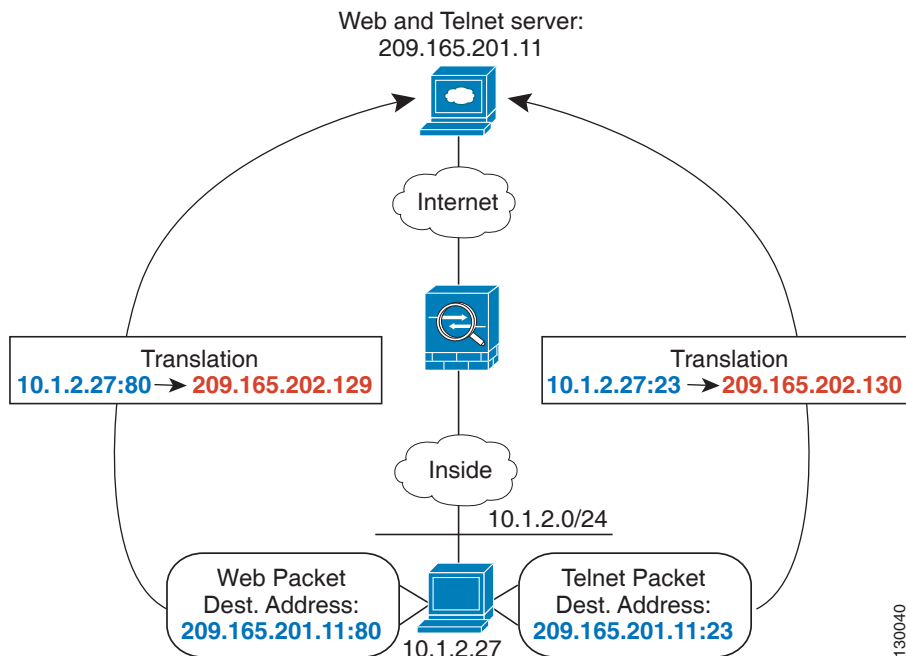 Web and Telnet server:
209.165.201.11
Internet
Translation
10.1.2.27:80 → 209.165.202.129
Translation
10.1.2.27:23 → 209.165.202.130
Inside
10.1.2.0/24
Web Packet
Dest. Address:
209.165.201.11:80
Telnet Packet
Dest. Address:
209.165.201.11:23
10.1.2.27
130040